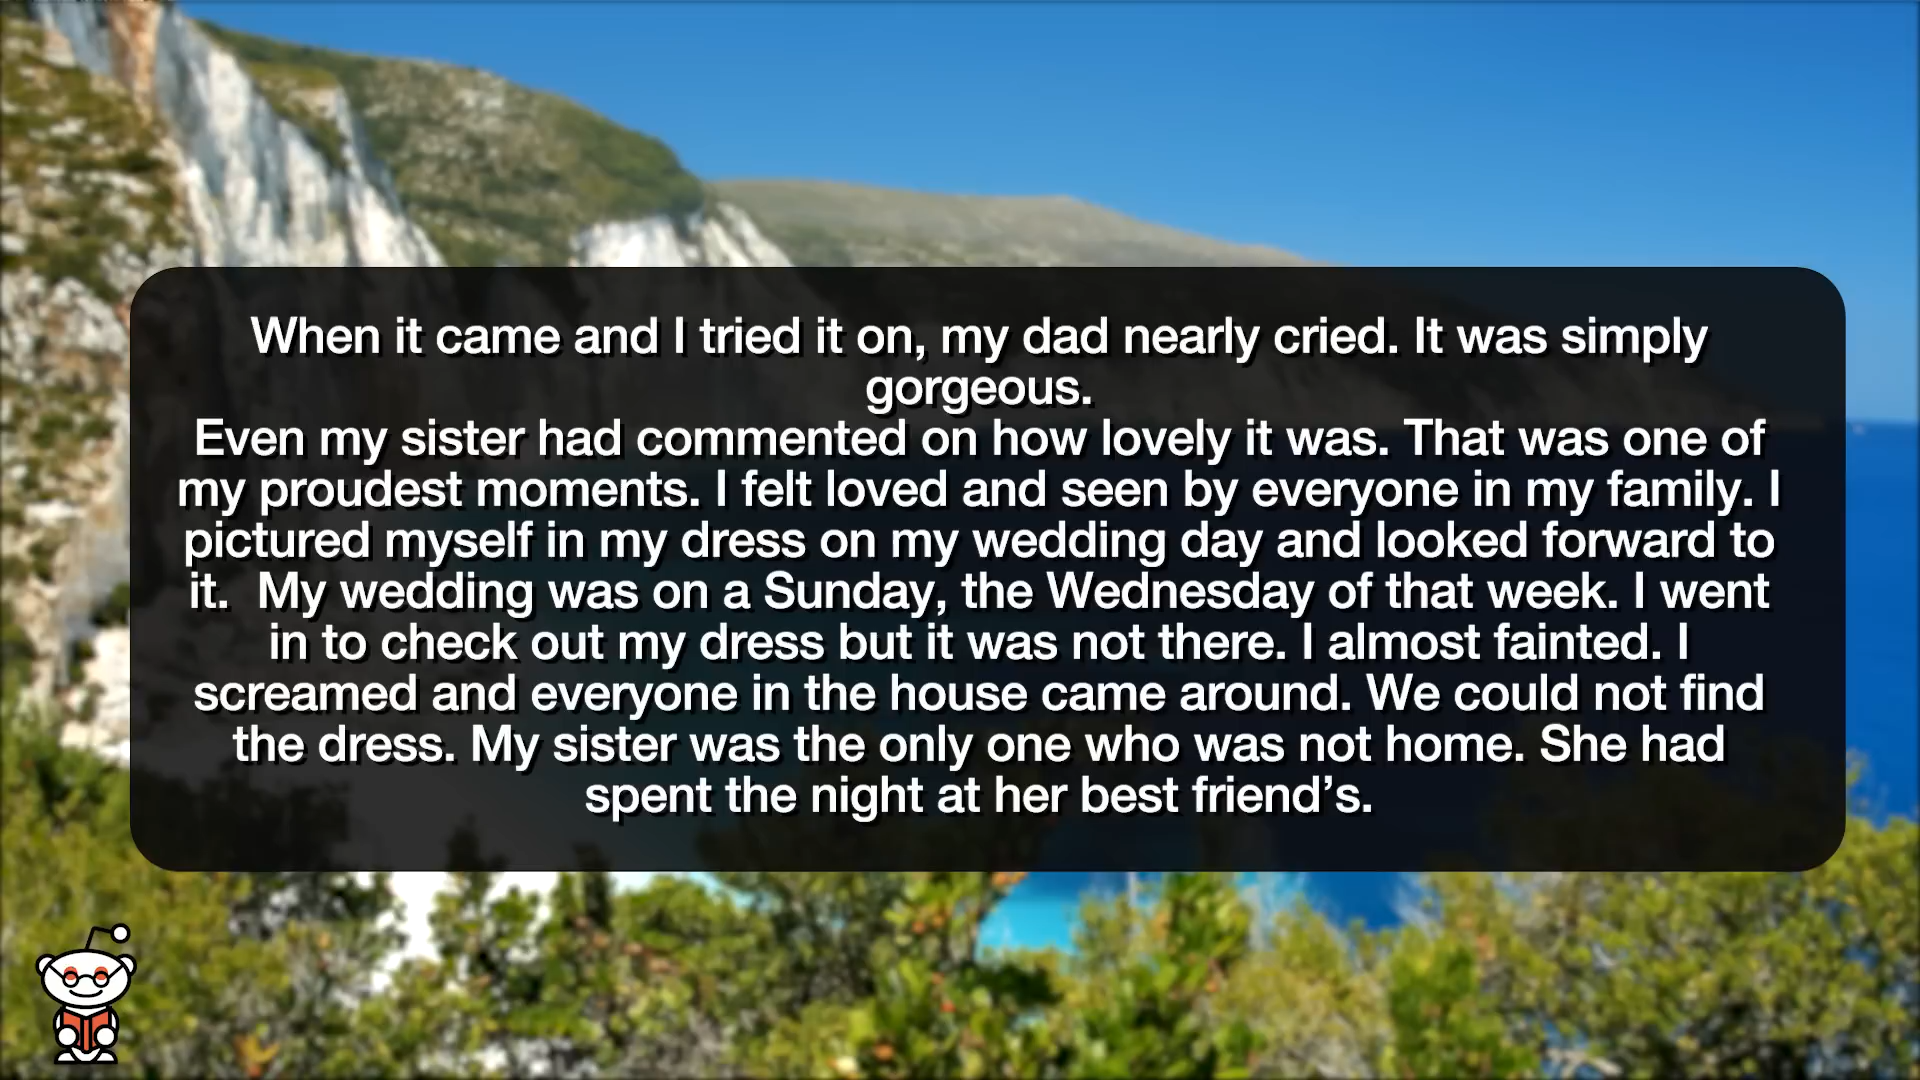 When it came and I tried it on, my dad nearly cried. It was simply
gorgeous.
Even my sister had commented on how lovely it was. That was one of
my proudest moments. I felt loved and seen by everyone in my family. I
pictured myself in my dress on my wedding day and looked forward to
it.  My wedding was on a Sunday, the Wednesday of that week. I went
in to check out my dress but it was not there. I almost fainted. I
screamed and everyone in the house came around. We could not find
the dress. My sister was the only one who was not home. She had
spent the night at her best friend’s.